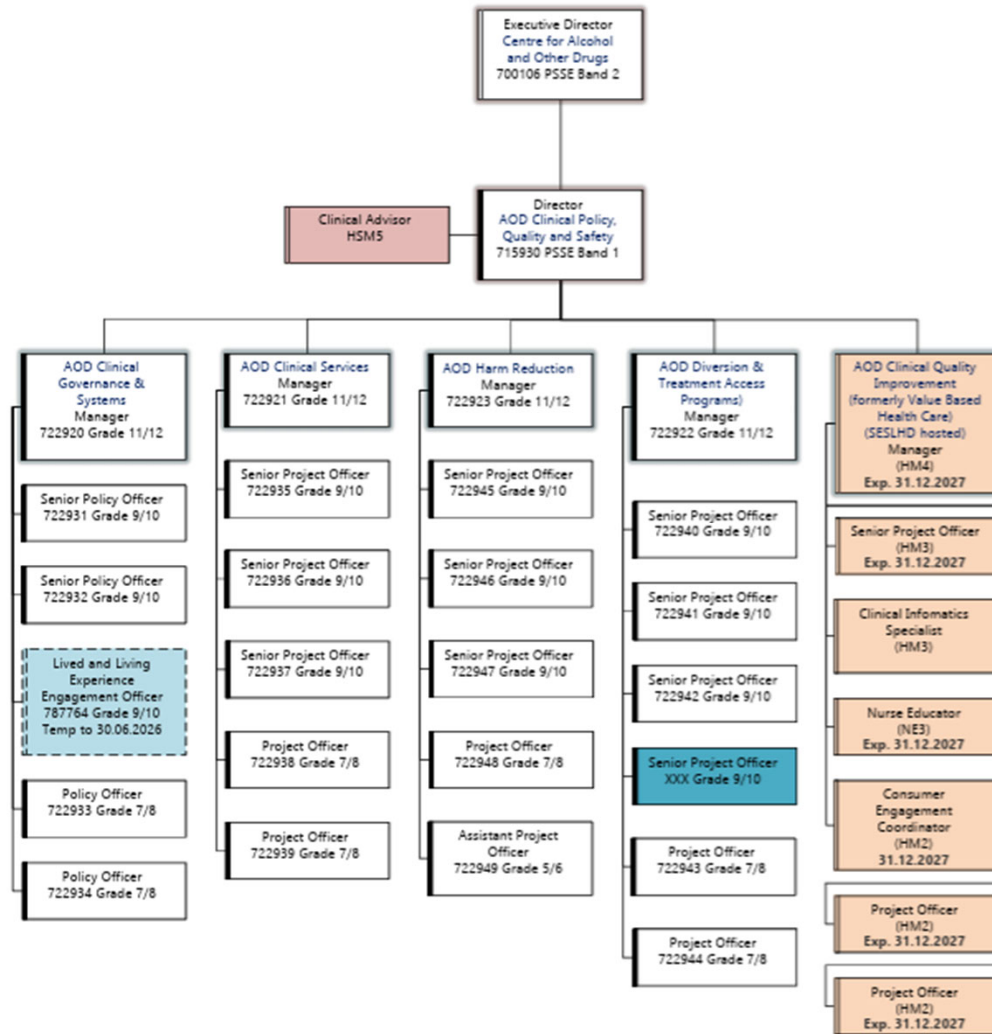 Executive Director
Centre for Alcohol
and Other Drugs
700106 PSSE Band 2
Clinical Advisor
HSM5
Director
AOD Clinical Policy,
Quality and Safety
715930 PSSE Band 1
AOD Clinical
Governance &
Systems
Manager
722920 Grade 11/12
Senior Policy Officer
722931 Grade 9/10
Senior Policy Officer
722932 Grade 9/10
Lived and Living
Experience
Engagement Officer
787764 Grade 9/10
Temp to 30.06.2026
Policy Officer
722933 Grade 7/8
Policy Officer
722934 Grade 7/8
AOD Clinical Services
Manager
722921 Grade 11/12
Senior Project Officer
722935 Grade 9/10
Senior Project Officer
722936 Grade 9/10
Senior Project Officer
722937 Grade 9/10
Project Officer
722938 Grade 7/8
Project Officer
722939 Grade 7/8
AOD Harm Reduction
Manager
722923 Grade 11/12
Senior Project Officer
722945 Grade 9/10
Senior Project Officer
722946 Grade 9/10
Senior Project Officer
722947 Grade 9/10
Project Officer
722948 Grade 7/8
Assistant Project
Officer
722949 Grade 5/6
AOD Diversion &
Treatment Access
Programs)
Manager
722922 Grade 11/12
Senior Project Officer
722940 Grade 9/10
Senior Project Officer
722941 Grade 9/10
Senior Project Officer
722942 Grade 9/10
Senior Project Officer
XXX Grade 9/10
Project Officer
722943 Grade 7/8
Project Officer
722944 Grade 7/8
AOD Clinical Quality
Improvement
(formerly Value Based
Health Care)
(SESLHD hosted)
Manager
(HM4)
Exp. 31.12.2027
Senior Project Officer
(HM3)
Exp. 31.12.2027
Clinical Infomatics
Specialist
(HM3)
Nurse Educator
(NE3)
Exp. 31.12.2027
Consumer
Engagement
Coordinator
(HM2)
31.12.2027
Project Officer
(HM2)
Exp. 31.12.2027
Project Officer
(HM2)
Exp. 31.12.2027